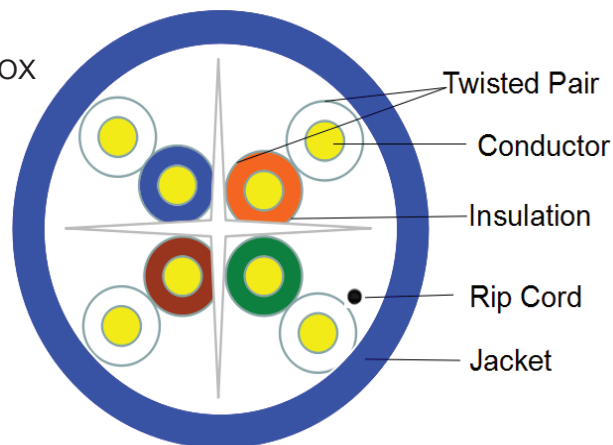 OX
Twisted Pair
Conductor
Insulation
Rip Cord
Jacket